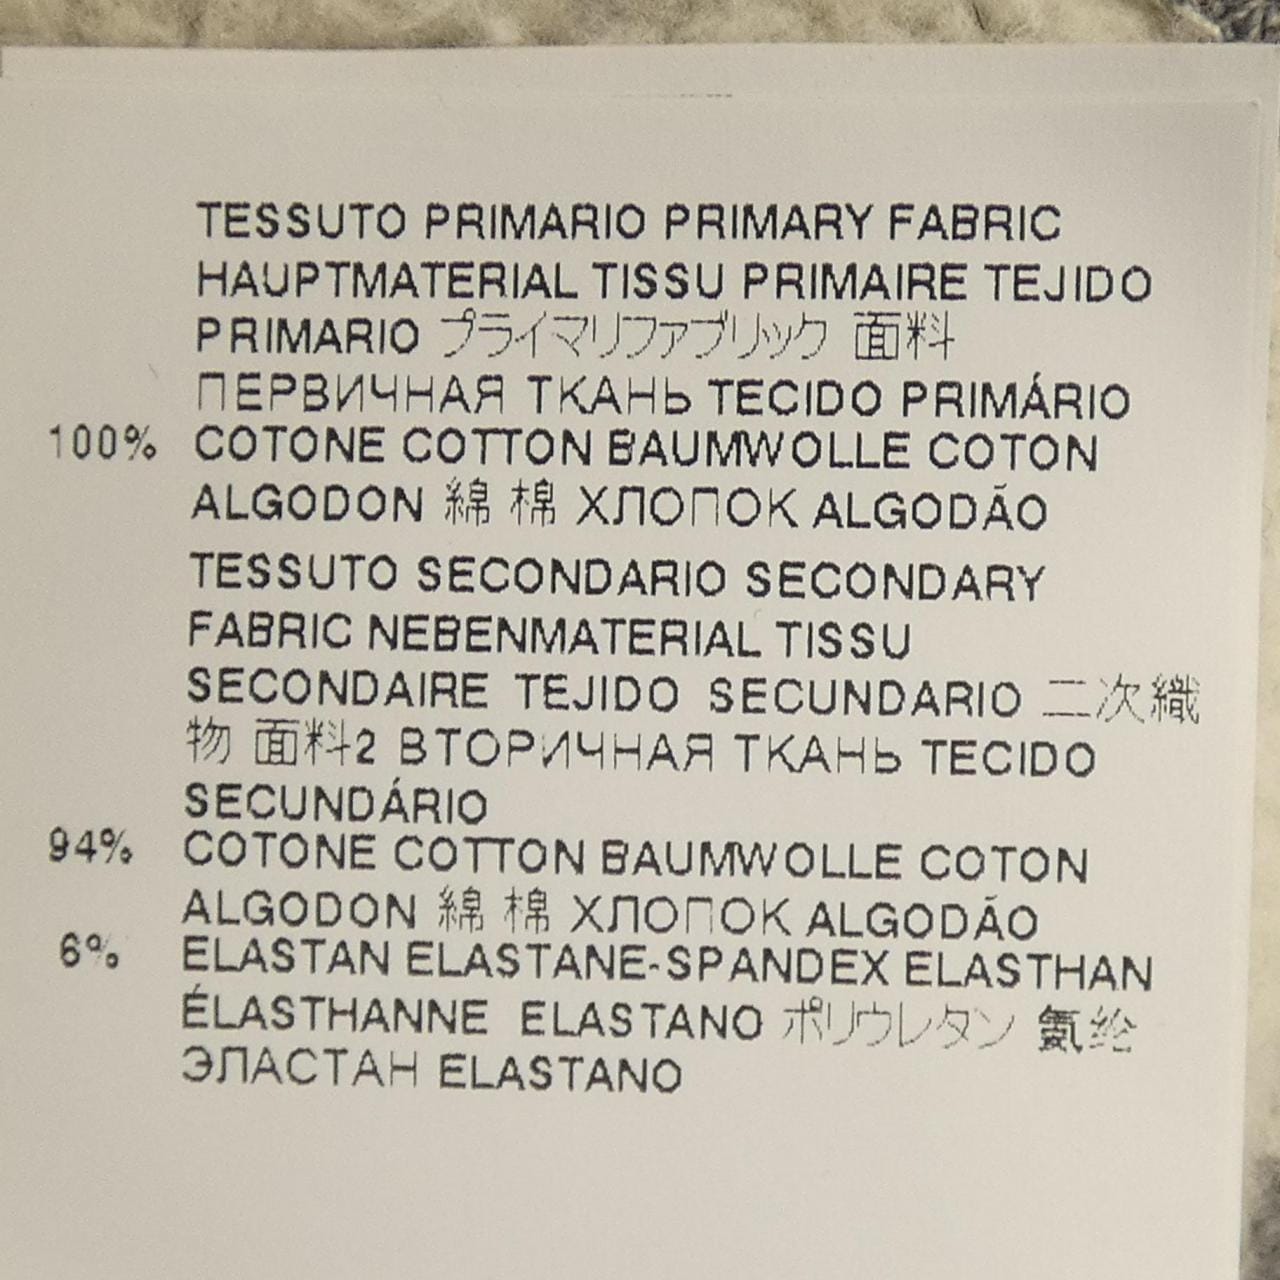 TESSUTO PRIMARIO PRIMARY FABRIC
HAUPTMATERIAL TISSU PRIMAIRE TEJIDO
PRIMARIO プライマリファブリック 面料
ПЕРВИЧНАЯ ТКАНЬ TECIDO PRIMÁRIO
100% COTONE COTTON BAUMWOLLE COTON
ALGODON 綿 棉 ХЛОПОК ALGODÃO
TESSUTO SECONDARIO SECONDARY
FABRIC NEBENMATERIAL TISSU
SECONDAIRE TEJIDO SECUNDARIO 二次織
物 面料2 ВТОРИЧНАЯ ТКАНЬ TECIDO
SECUNDÁRIO
94% COTONE COTTON BAUMWOLLE COTON
ALGODON 綿 棉 ХЛОПОК ALGODÃO
6% ELASTAN ELASTANE-SPANDEX ELASTHAN
ÉLASTHANNE ELASTANO ポリウレタン 氨纶
ЭЛАСТАН ELASTANO